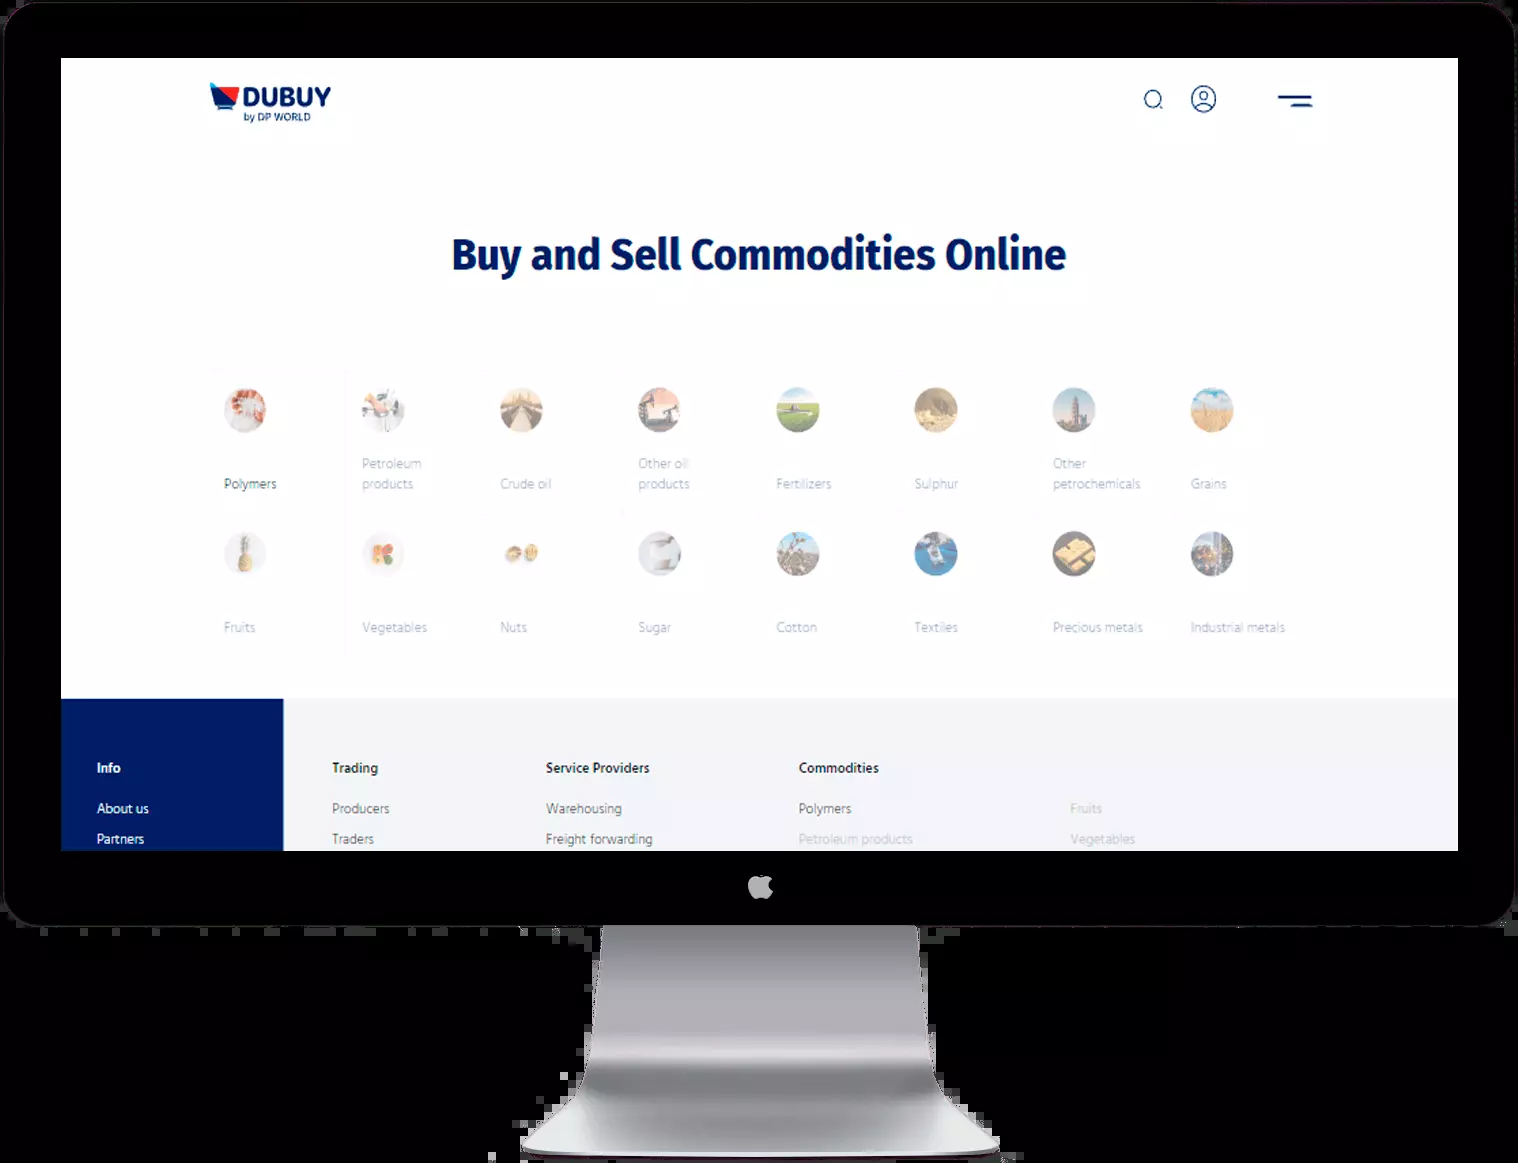 DUBUY
by DP WORLD
Buy and Sell Commodities Online
Polymers
Petroleum
products
Crude oil
Other oil
products
Fertilizers
Sulphur
Other
petrochemicals
Grains
Fruits
Vegetables
Nuts
Sugar
Cotton
Textiles
Precious metals
Industrial metals
Info
About us
Partners
Trading
Producers
Traders
Service Providers
Warehousing
Freight forwarding
Commodities
Polymers
Petroleum products
Fruits
Vegetables